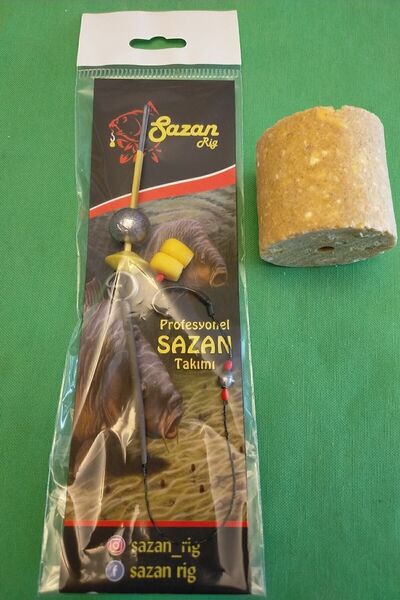 Sazan
Rig
Profesyonel
SAZAN
Takımı
sazan_rig
sazan rig